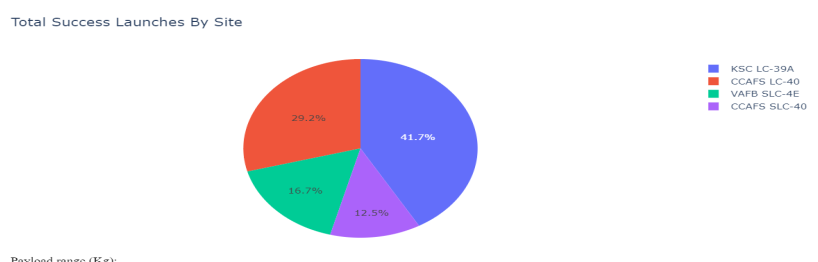 Total Success Launches By Site
KSC LC-39A
CCAFS LC-40
VAFB SLC-4E
CCAFS SLC-40
29.2%
41.7%
16.7%
12.5%
Payload range (Kg):